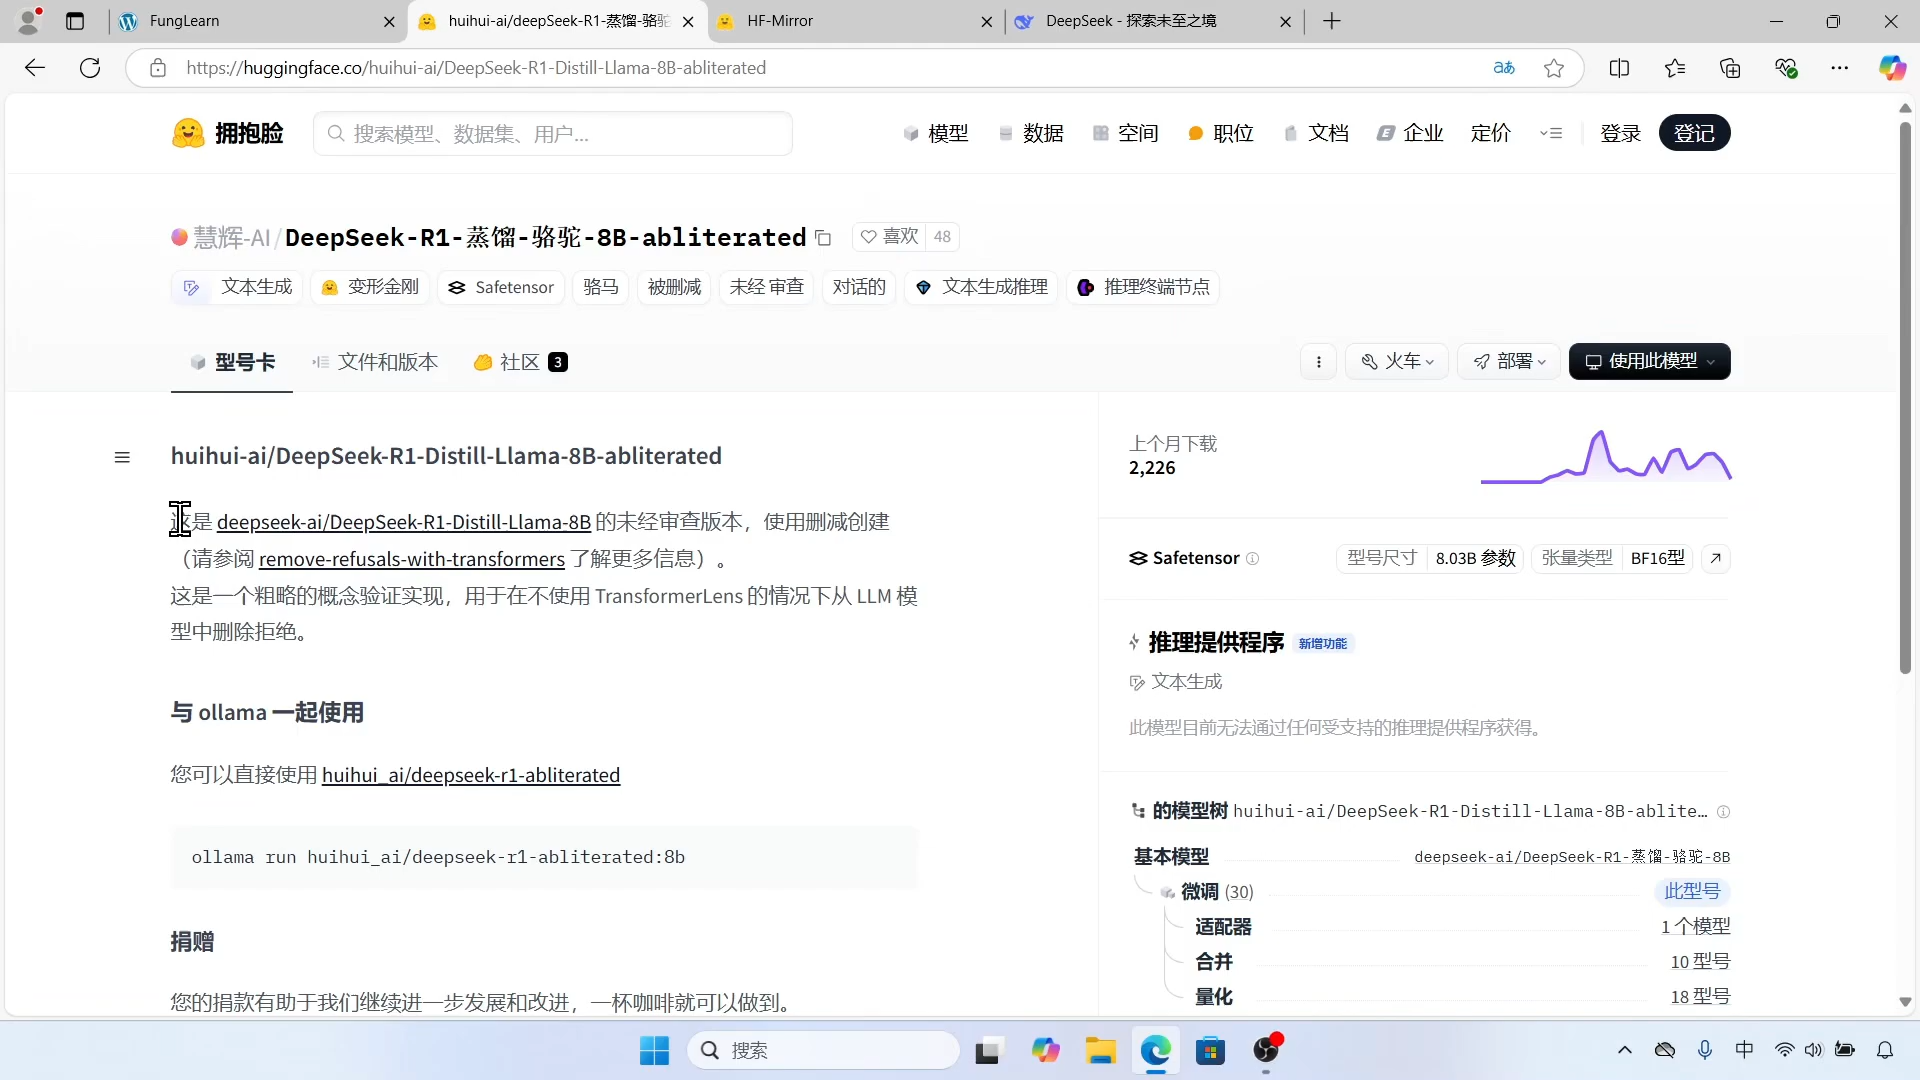 FungLearn
huihui-ai/deepSeek-R1-蒸馏-骆驼
HF-Mirror
DeepSeek - 探索未至之境
https://huggingface.co/huihui-ai/DeepSeek-R1-Distill-Llama-8B-abliterated
aあ
拥抱脸
搜索模型、数据集、用户...
模型
数据
空间
职位
文档
企业
定价
登录
登记
慧辉-AI/DeepSeek-R1-蒸馏-骆驼-8B-abliterated
喜欢 48
文本生成
变形金刚
Safetensor
骆马
被删减
未经 审查
对话的
文本生成推理
推理终端节点
型号卡
文件和版本
社区 3
火车
部署
使用此模型
huihui-ai/DeepSeek-R1-Distill-Llama-8B-abliterated
这是 deepseek-ai/DeepSeek-R1-Distill-Llama-8B 的未经审查版本，使用删减创建
（请参阅 remove-refusals-with-transformers 了解更多信息）。
这是一个粗略的概念验证实现，用于在不使用 TransformerLens 的情况下从 LLM 模
型中删除拒绝。
与 ollama 一起使用
您可以直接使用 huihui_ai/deepseek-r1-abliterated
ollama run huihui_ai/deepseek-r1-abliterated:8b
捐赠
您的捐款有助于我们继续进一步发展和改进，一杯咖啡就可以做到。
上个月下载
2,226
Safetensor
型号尺寸 8.03B 参数
张量类型 BF16型
推理提供程序 新增功能
文本生成
此模型目前无法通过任何受支持的推理提供程序获得。
的模型树 huihui-ai/DeepSeek-R1-Distill-Llama-8B-ablite…
基本模型 deepseek-ai/DeepSeek-R1-蒸馏-骆驼-8B
微调 (30) 此型号
适配器 1 个模型
合并 10 型号
量化 18 型号
搜索
中